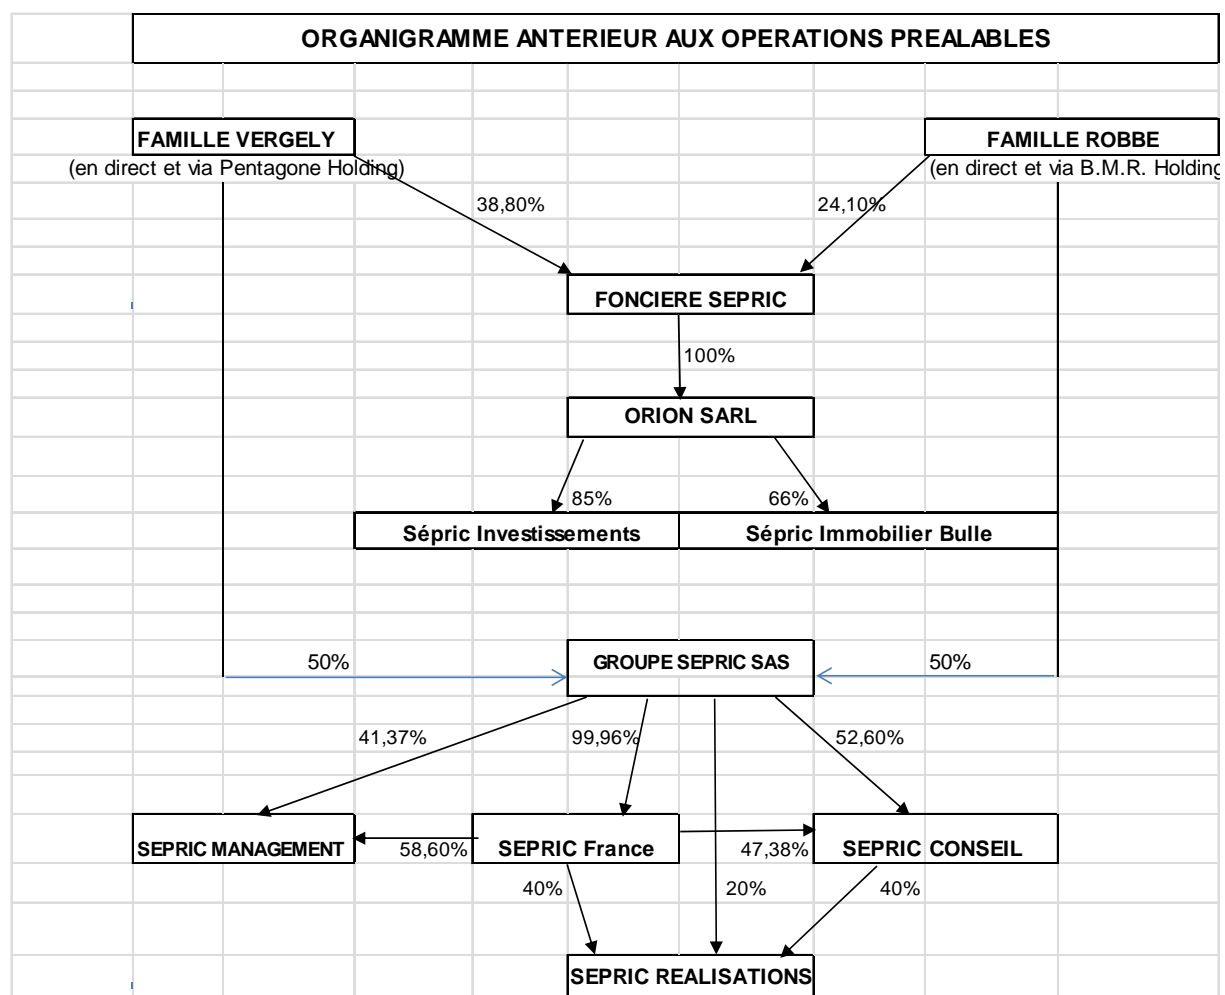 ORGANIGRAMME ANTERIEUR AUX OPERATIONS PREALABLES
FAMILLE VERGELY
FAMILLE ROBBE
(en direct et via Pentagone Holding)
(en direct et via B.M.R. Holding
38,80%
24,10%
FONCIERE SEPRIC
100%
ORION SARL
85%
66%
Sépric Investissements
Sépric Immobilier Bulle
50%
GROUPE SEPRIC SAS
50%
41,37%
99,96%
52,60%
SEPRIC MANAGEMENT
58,60%
SEPRIC France
47,38%
SEPRIC CONSEIL
40%
20%
40%
SEPRIC REALISATIONS